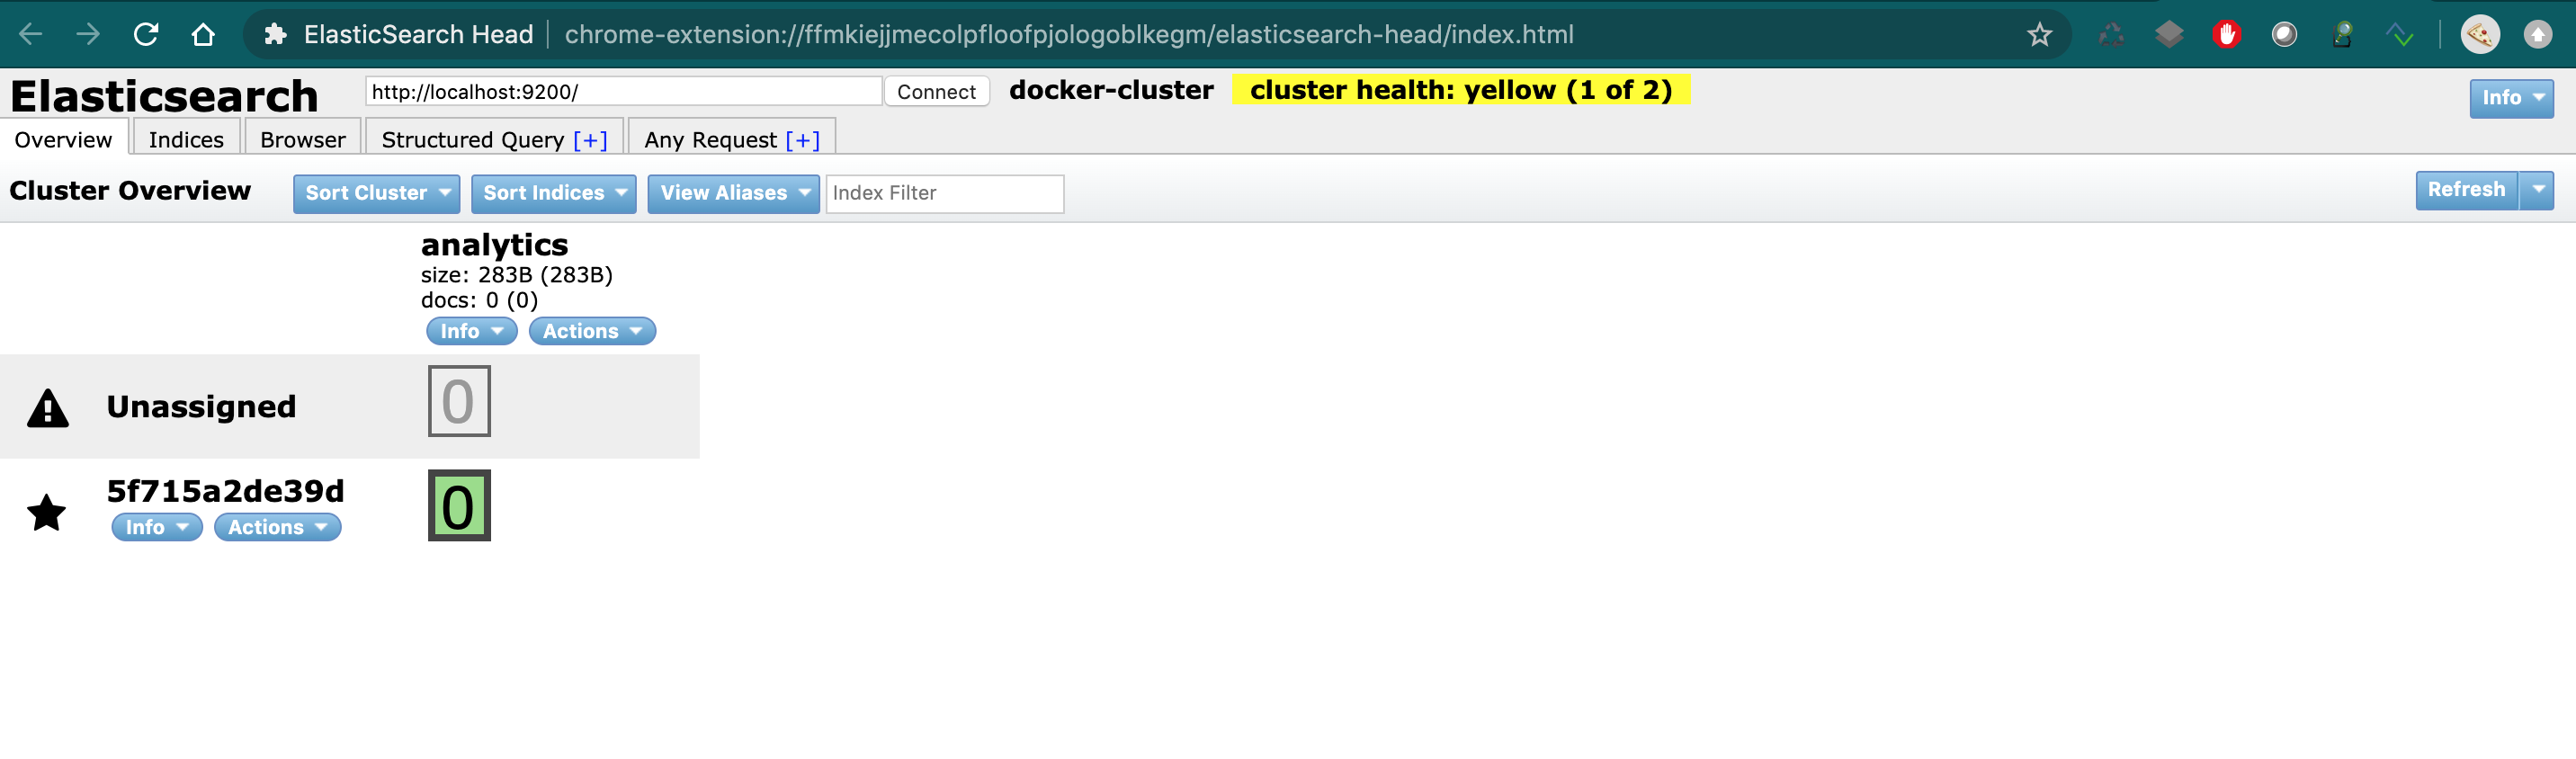 ElasticSearch Head chrome-extension://ffmkiejjmecolpfloofpjologoblkegm/elasticsearch-head/index.html
Elasticsearch http://localhost:9200/ Connect docker-cluster cluster health: yellow (1 of 2) Info
Overview Indices Browser Structured Query [+] Any Request [+]
Cluster Overview Sort Cluster Sort Indices View Aliases Index Filter Refresh
analytics
size: 283B (283B)
docs: 0 (0)
Info Actions
Unassigned 0
5f715a2de39d 0
Info Actions